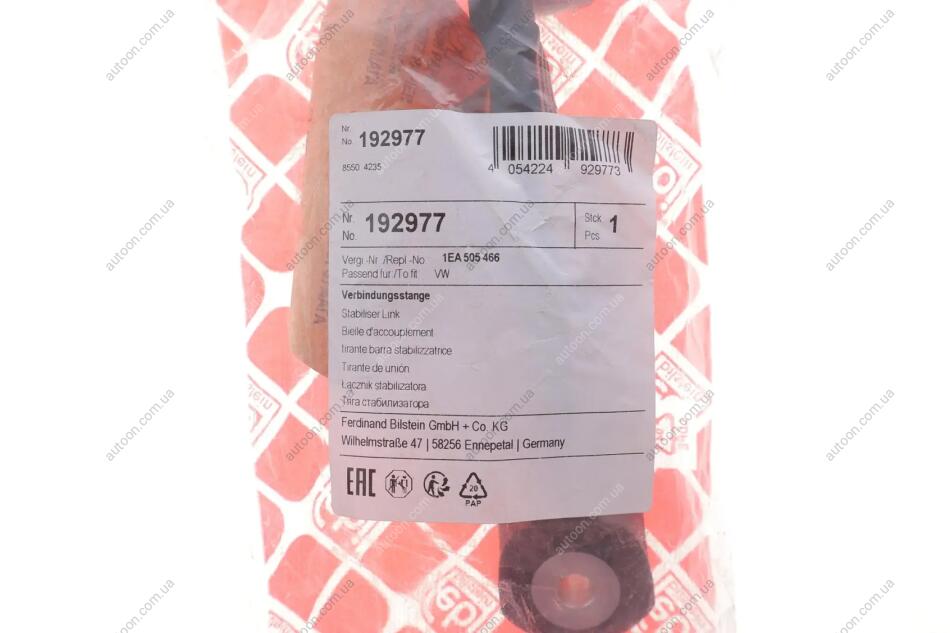 Nr.
No. 192977
8550 4235
4 054224 929773
Nr.
No. 192977
Stck
Pcs 1
Vergl-Nr./Repl-No 1EA 505 466
Passend für/To fit VW
Verbindungsstange
Stabiliser Link
Bielle d'accouplement
tirante barra stabilizzatrice
Tirante de unión
Łącznik stabilizatora
Тяга стабилизатора
Ferdinand Bilstein GmbH + Co. KG
Wilhelmstraße 47 | 58256 Ennepetal | Germany
EAC
20
PAP
febi
bilstein
autoon.com.ua